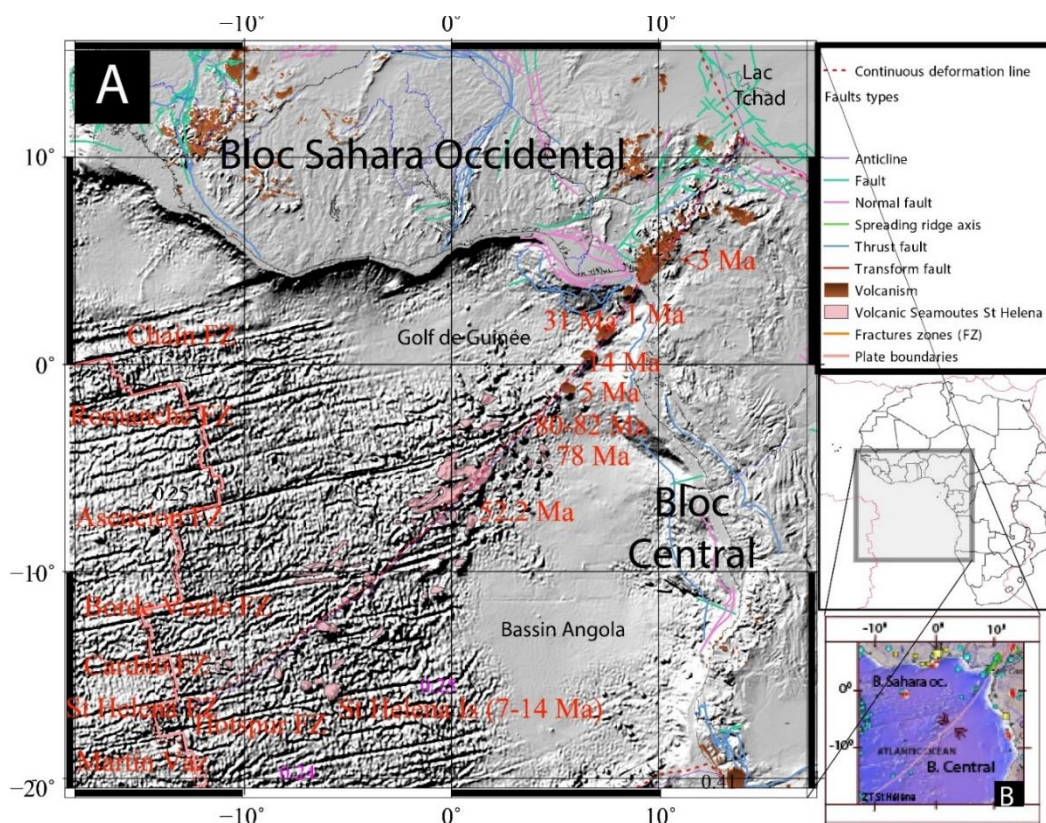 −10° 0° 10°
A
Lac
Tchad
Bloc Sahara Occidental
10°
<3 Ma
1 Ma
31 Ma
Golf de Guinée
Chain FZ
0°
14 Ma
5 Ma
Romanche FZ
80-82 Ma
78 Ma
0.25
52.2 Ma
Asencion FZ
Bloc
Central
−10°
Borde Verde FZ
Bassin Angola
Cardno FZ
0.25
St Helena FZ
St Helena Is (7-14 Ma)
Hotspur FZ
Martin Vaz
0.24
0.41
−20°
−10° 0° 10°
Continuous deformation line
Faults types
Anticline
Fault
Normal fault
Spreading ridge axis
Thrust fault
Transform fault
Volcanism
Volcanic Seamoutes St Helena
Fractures zones (FZ)
Plate boundaries
B. Sahara oc.
ATLANTIC OCEAN
B. Central
ZT St Héléna
B